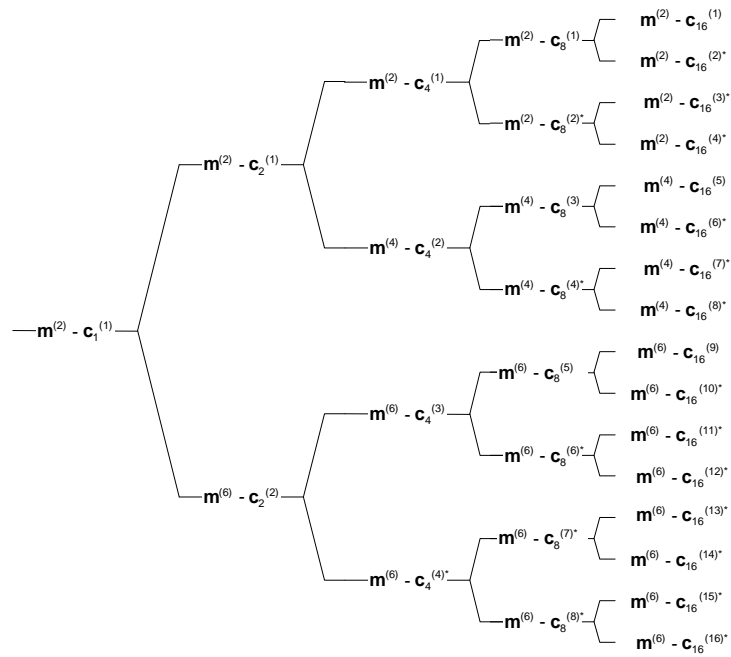 m(2) - c16(1)
m(2) - c8(1)
m(2) - c16(2)*
m(2) - c4(1)
m(2) - c16(3)*
m(2) - c8(2)*
m(2) - c16(4)*
m(2) - c2(1)
m(4) - c16(5)
m(4) - c8(3)
m(4) - c16(6)*
m(4) - c4(2)
m(4) - c16(7)*
m(4) - c8(4)*
m(4) - c16(8)*
m(2) - c1(1)
m(6) - c16(9)
m(6) - c8(5)
m(6) - c16(10)*
m(6) - c4(3)
m(6) - c16(11)*
m(6) - c8(6)*
m(6) - c16(12)*
m(6) - c2(2)
m(6) - c16(13)*
m(6) - c8(7)*
m(6) - c16(14)*
m(6) - c4(4)*
m(6) - c16(15)*
m(6) - c8(8)*
m(6) - c16(16)*